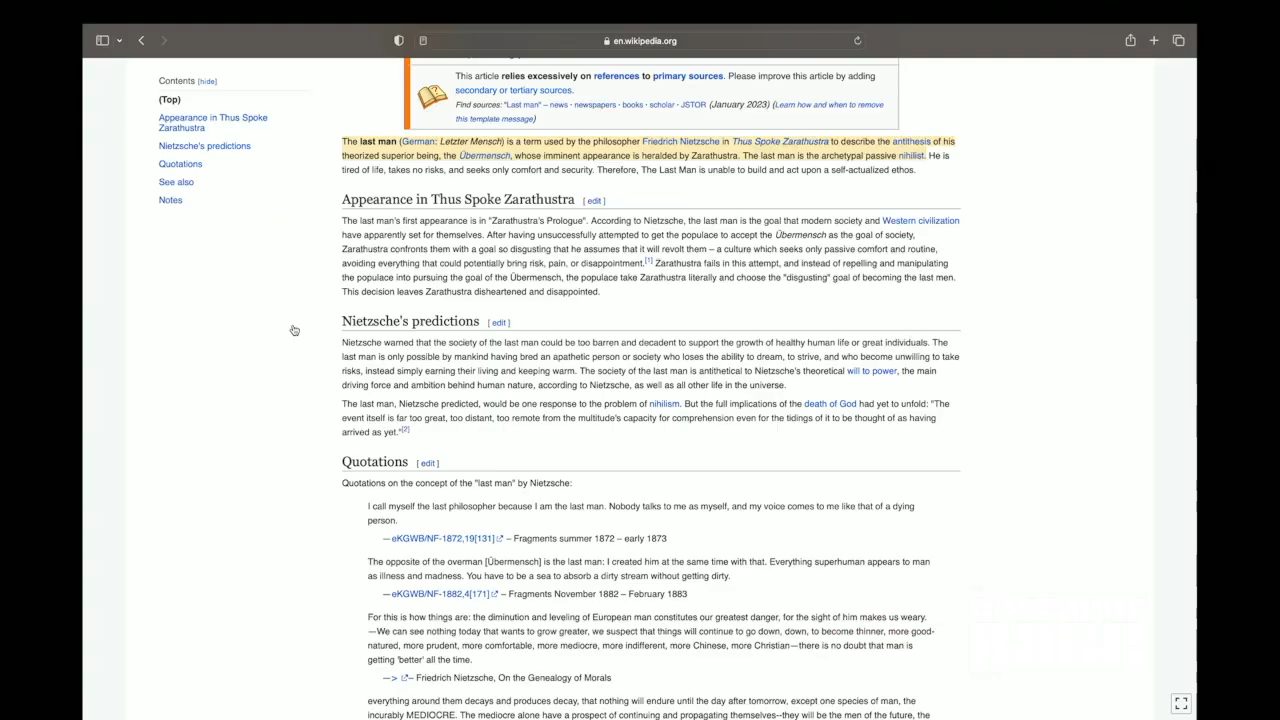 en.wikipedia.org
This article relies excessively on references to primary sources. Please improve this article by adding
secondary or tertiary sources.
Find sources: "Last man" – news · newspapers · books · scholar · JSTOR (January 2023) (Learn how and when to remove
this template message)
Contents [hide]
(Top)
Appearance in Thus Spoke
Zarathustra
Nietzsche's predictions
Quotations
See also
Notes
The last man (German: Letzter Mensch) is a term used by the philosopher Friedrich Nietzsche in Thus Spoke Zarathustra to describe the antithesis of his
theorized superior being, the Übermensch, whose imminent appearance is heralded by Zarathustra. The last man is the archetypal passive nihilist. He is
tired of life, takes no risks, and seeks only comfort and security. Therefore, The Last Man is unable to build and act upon a self-actualized ethos.
Appearance in Thus Spoke Zarathustra [ edit ]
The last man's first appearance is in "Zarathustra's Prologue". According to Nietzsche, the last man is the goal that modern society and Western civilization
have apparently set for themselves. After having unsuccessfully attempted to get the populace to accept the Übermensch as the goal of society,
Zarathustra confronts them with a goal so disgusting that he assumes that it will revolt them – a culture which seeks only passive comfort and routine,
avoiding everything that could potentially bring risk, pain, or disappointment.[1] Zarathustra fails in this attempt, and instead of repelling and manipulating
the populace into pursuing the goal of the Übermensch, the populace take Zarathustra literally and choose the "disgusting" goal of becoming the last men.
This decision leaves Zarathustra disheartened and disappointed.
Nietzsche's predictions [ edit ]
Nietzsche warned that the society of the last man could be too barren and decadent to support the growth of healthy human life or great individuals. The
last man is only possible by mankind having bred an apathetic person or society who loses the ability to dream, to strive, and who become unwilling to take
risks, instead simply earning their living and keeping warm. The society of the last man is antithetical to Nietzsche's theoretical will to power, the main
driving force and ambition behind human nature, according to Nietzsche, as well as all other life in the universe.
The last man, Nietzsche predicted, would be one response to the problem of nihilism. But the full implications of the death of God had yet to unfold: "The
event itself is far too great, too distant, too remote from the multitude's capacity for comprehension even for the tidings of it to be thought of as having
arrived as yet."[2]
Quotations [ edit ]
Quotations on the concept of the "last man" by Nietzsche:
I call myself the last philosopher because I am the last man. Nobody talks to me as myself, and my voice comes to me like that of a dying
person.
— eKGWB/NF-1872,19[131] – Fragments summer 1872 – early 1873
The opposite of the overman [Übermensch] is the last man: I created him at the same time with that. Everything superhuman appears to man
as illness and madness. You have to be a sea to absorb a dirty stream without getting dirty.
— eKGWB/NF-1882,4[171] – Fragments November 1882 – February 1883
For this is how things are: the diminution and leveling of European man constitutes our greatest danger, for the sight of him makes us weary.
—We can see nothing today that wants to grow greater, we suspect that things will continue to go down, down, to become thinner, more good-
natured, more prudent, more comfortable, more mediocre, more indifferent, more Chinese, more Christian—there is no doubt that man is
getting 'better' all the time.
—> – Friedrich Nietzsche, On the Genealogy of Morals
everything around them decays and produces decay, that nothing will endure until the day after tomorrow, except one species of man, the
incurably MEDIOCRE. The mediocre alone have a prospect of continuing and propagating themselves--they will be the men of the future, the